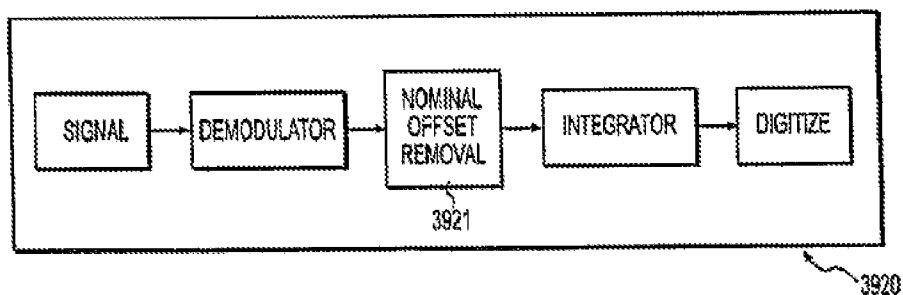 SIGNAL
DEMODULATOR
NOMINAL
OFFSET
REMOVAL
INTEGRATOR
DIGITIZE
3921
3920